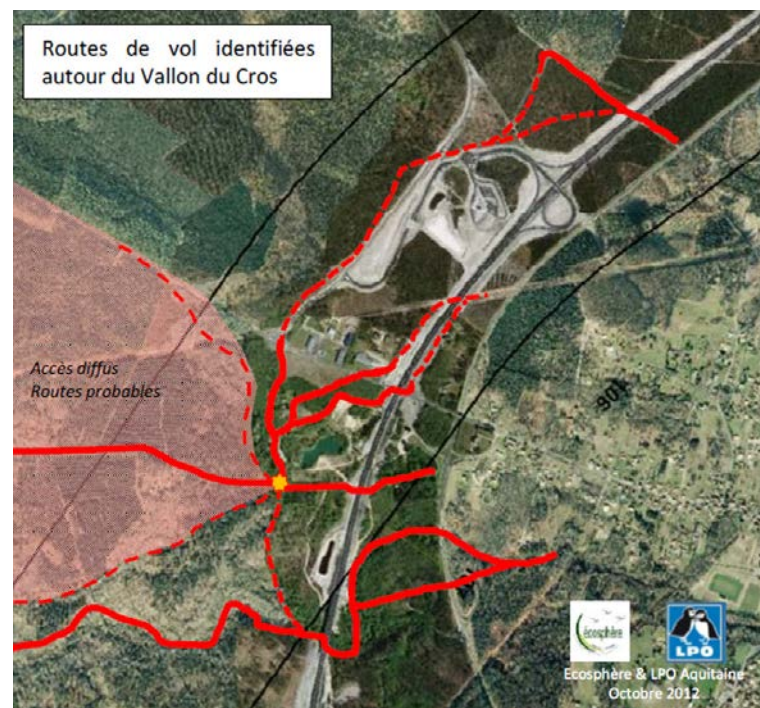 Routes de vol identifiées
autour du Vallon du Cros
Accès diffus
Routes probables
écosphère
LPO
Ecosphère & LPO Aquitaine
Octobre 2012